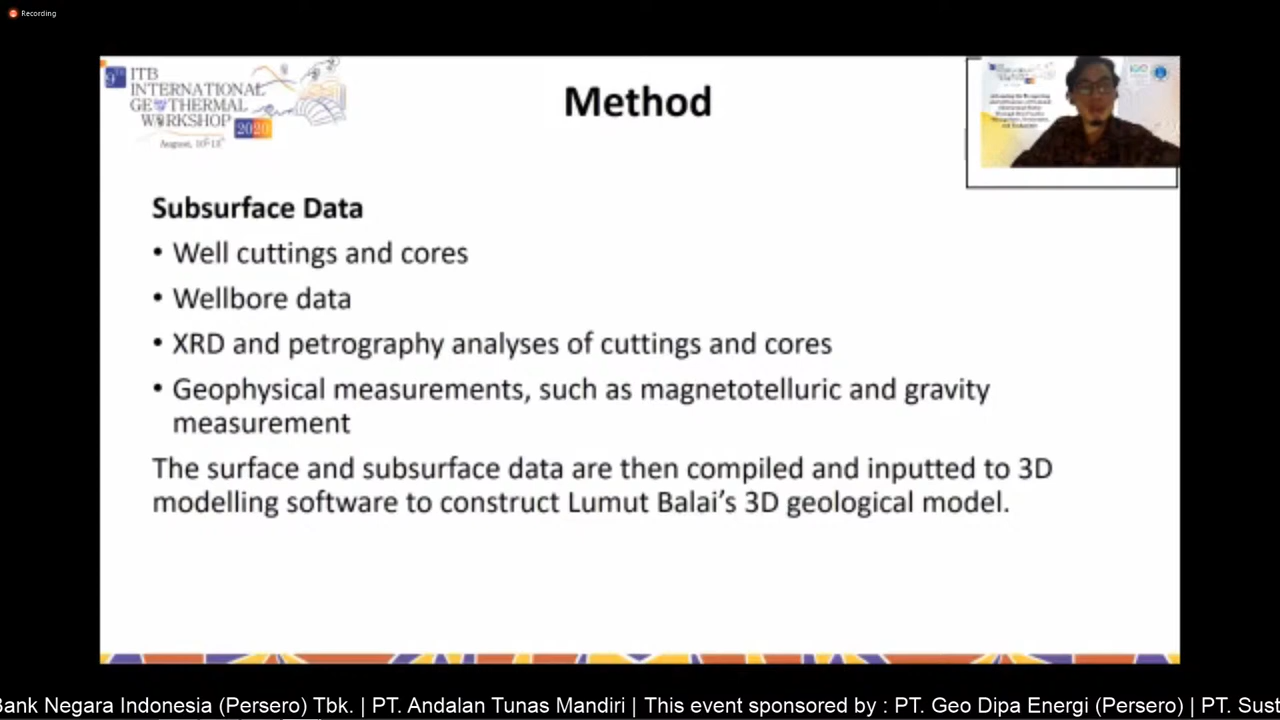 Recording
9TH ITB
INTERNATIONAL
GEOTHERMAL
WORKSHOP
2020
August, 10th-13th
Method
Subsurface Data
• Well cuttings and cores
• Wellbore data
• XRD and petrography analyses of cuttings and cores
• Geophysical measurements, such as magnetotelluric and gravity
measurement
The surface and subsurface data are then compiled and inputted to 3D
modelling software to construct Lumut Balai’s 3D geological model.
Bank Negara Indonesia (Persero) Tbk. | PT. Andalan Tunas Mandiri | This event sponsored by : PT. Geo Dipa Energi (Persero) | PT. Sust